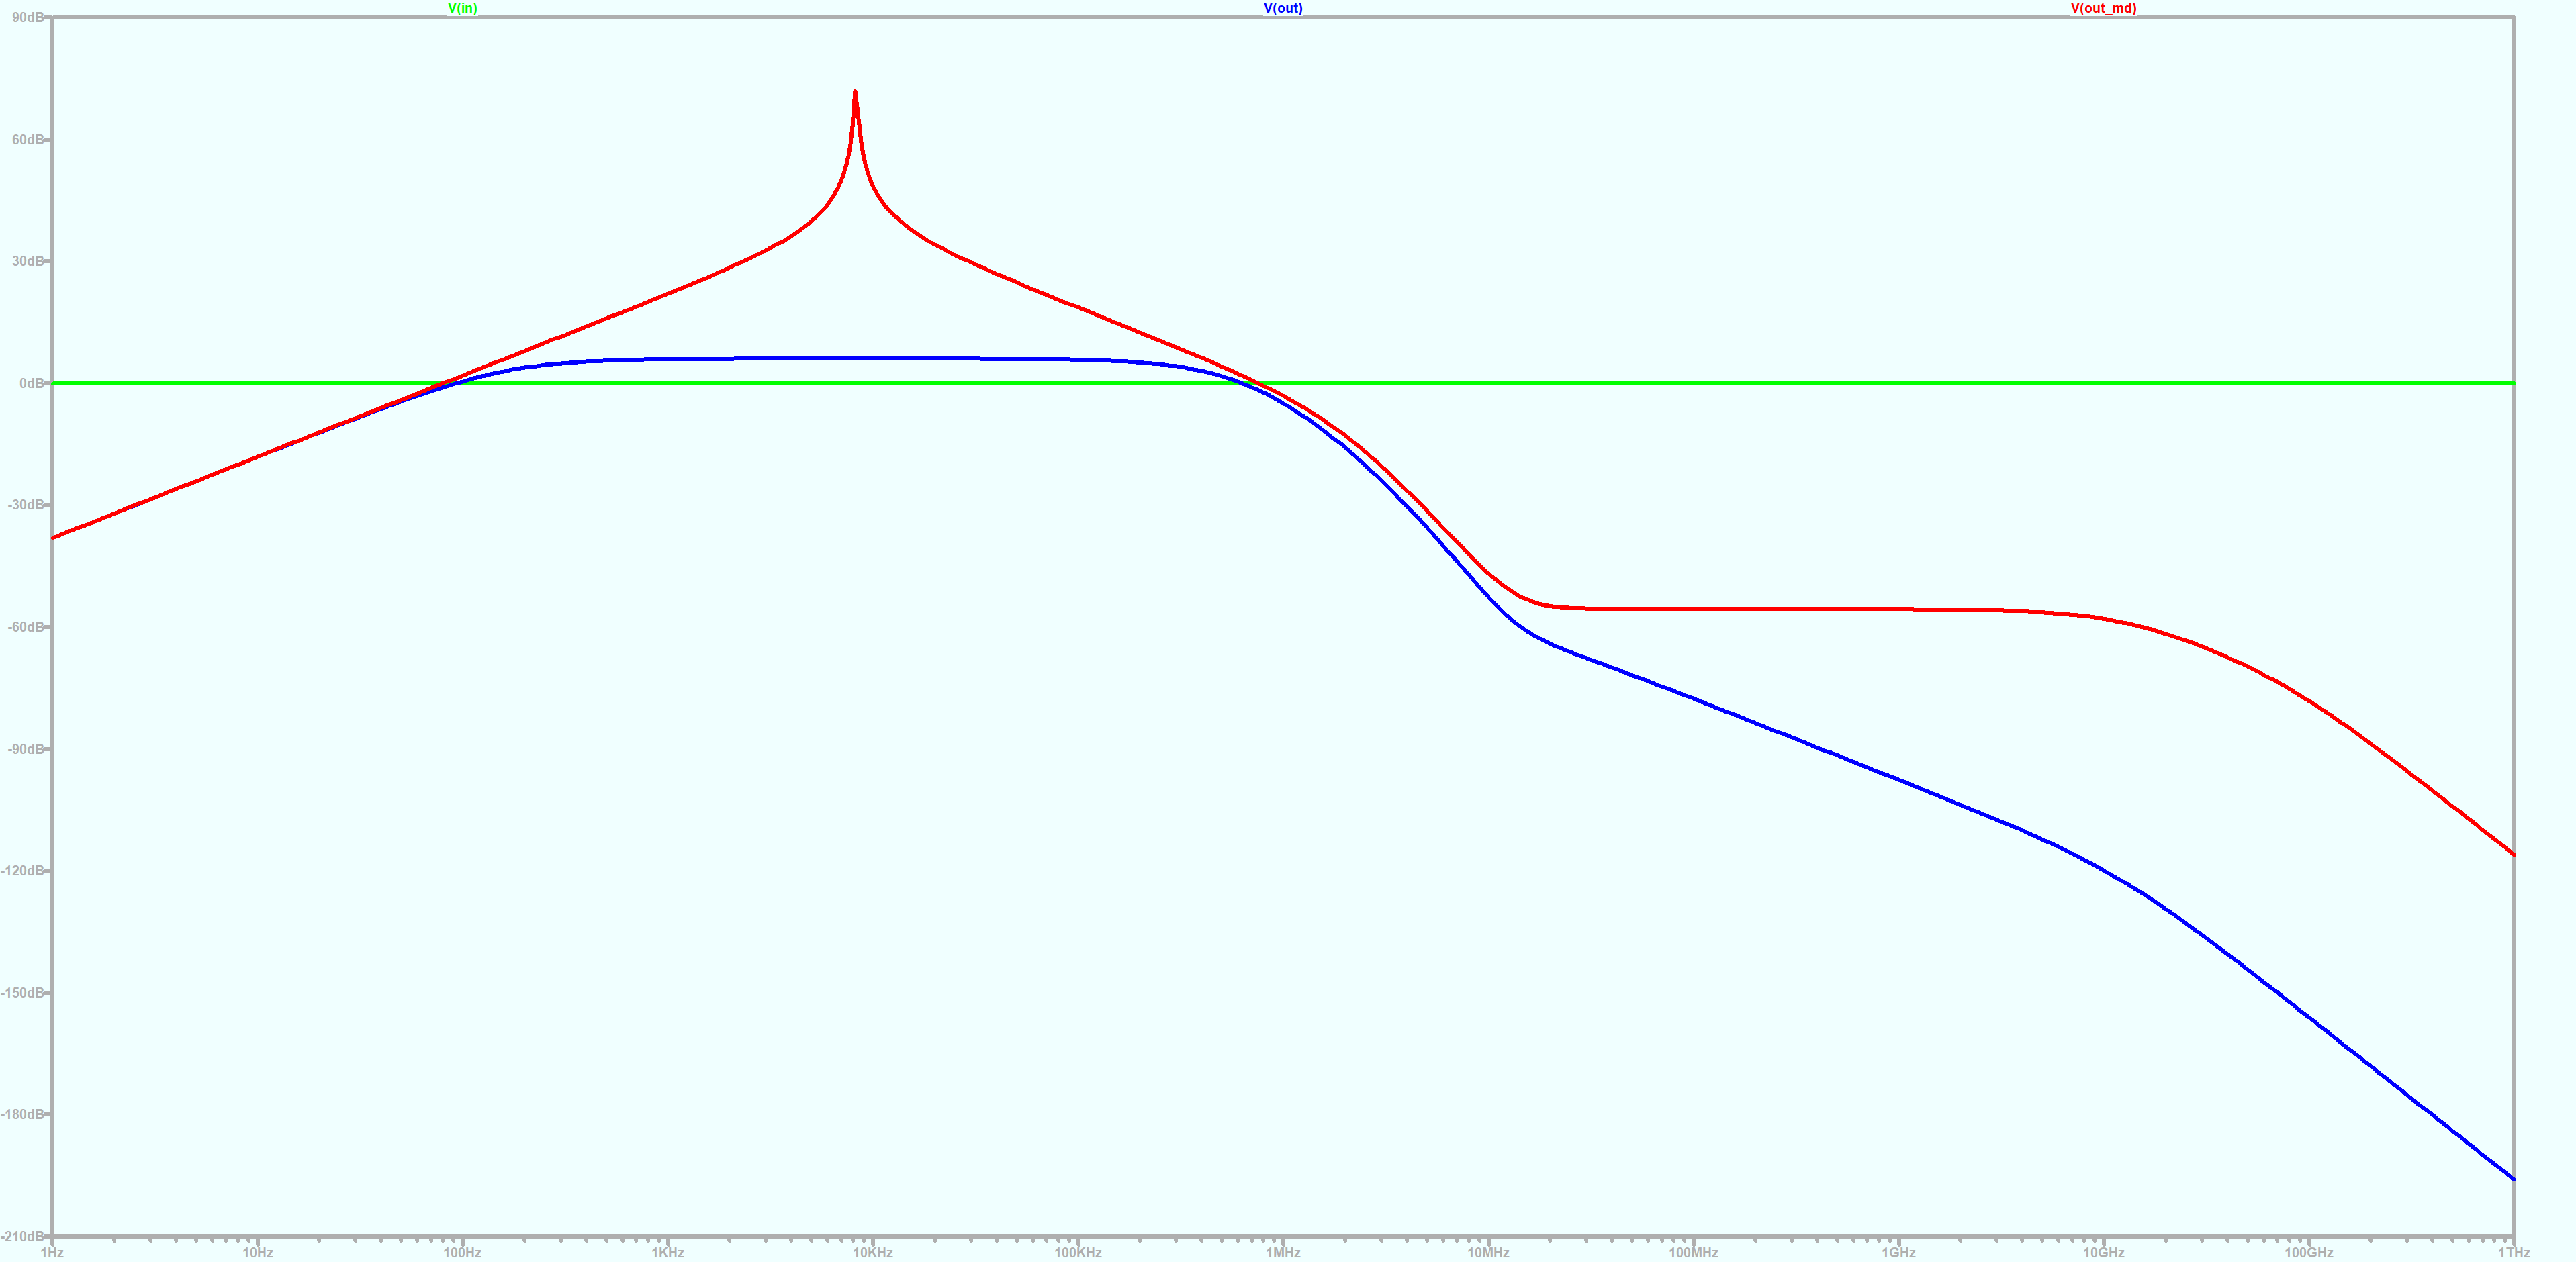 V(in) V(out) V(out_md)
90dB
60dB
30dB
0dB
-30dB
-60dB
-90dB
-120dB
-150dB
-180dB
-210dB
1Hz 10Hz 100Hz 1KHz 10KHz 100KHz 1MHz 10MHz 100MHz 1GHz 10GHz 100GHz 1THz